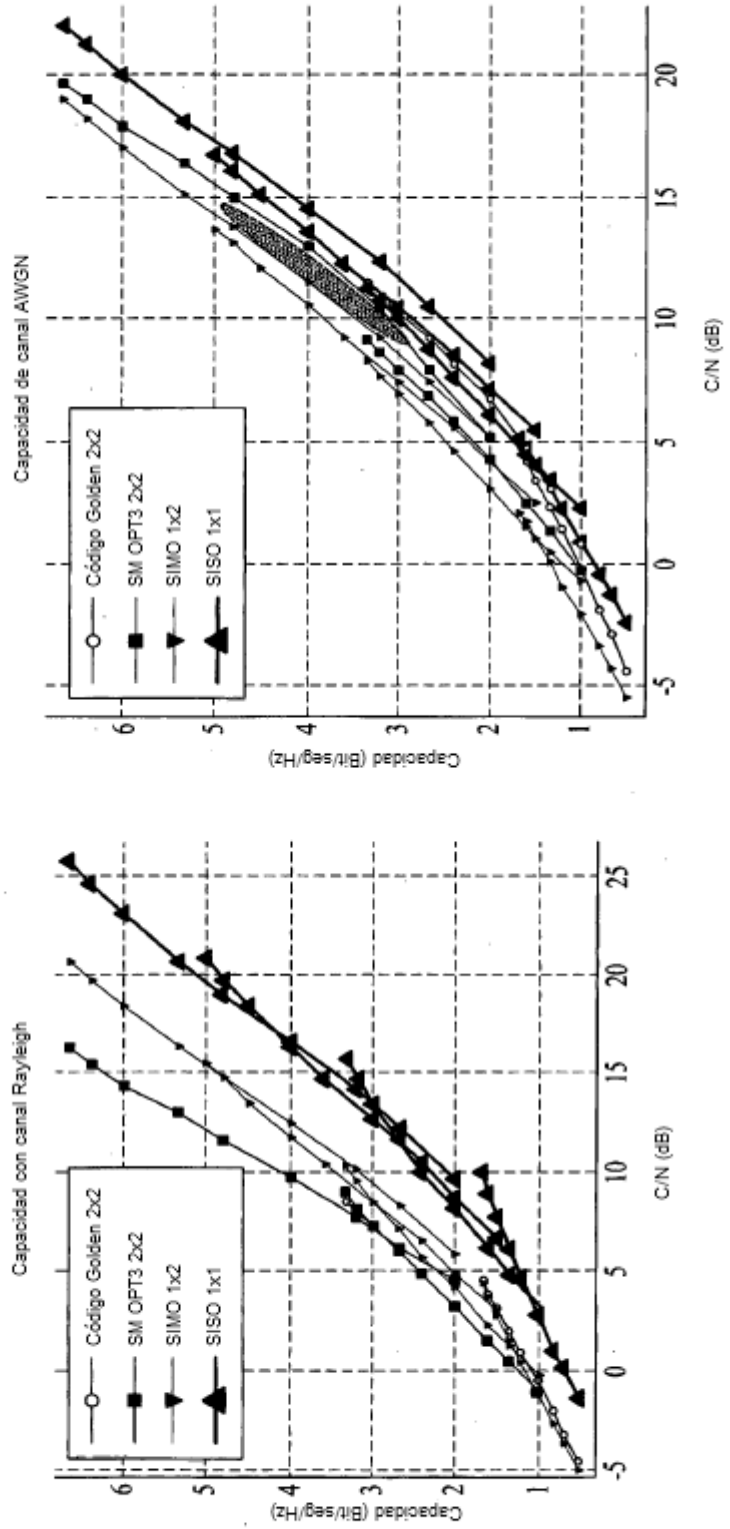 Capacidad con canal Rayleigh
Código Golden 2x2
SM OPT3 2x2
SIMO 1x2
SISO 1x1
Capacidad (Bit/seg/Hz)
6
5
4
3
2
1
-5
0
5
10
15
20
25
C/N (dB)
Capacidad de canal AWGN
Código Golden 2x2
SM OPT3 2x2
SIMO 1x2
SISO 1x1
Capacidad (Bit/seg/Hz)
6
5
4
3
2
1
-5
0
5
10
15
20
C/N (dB)